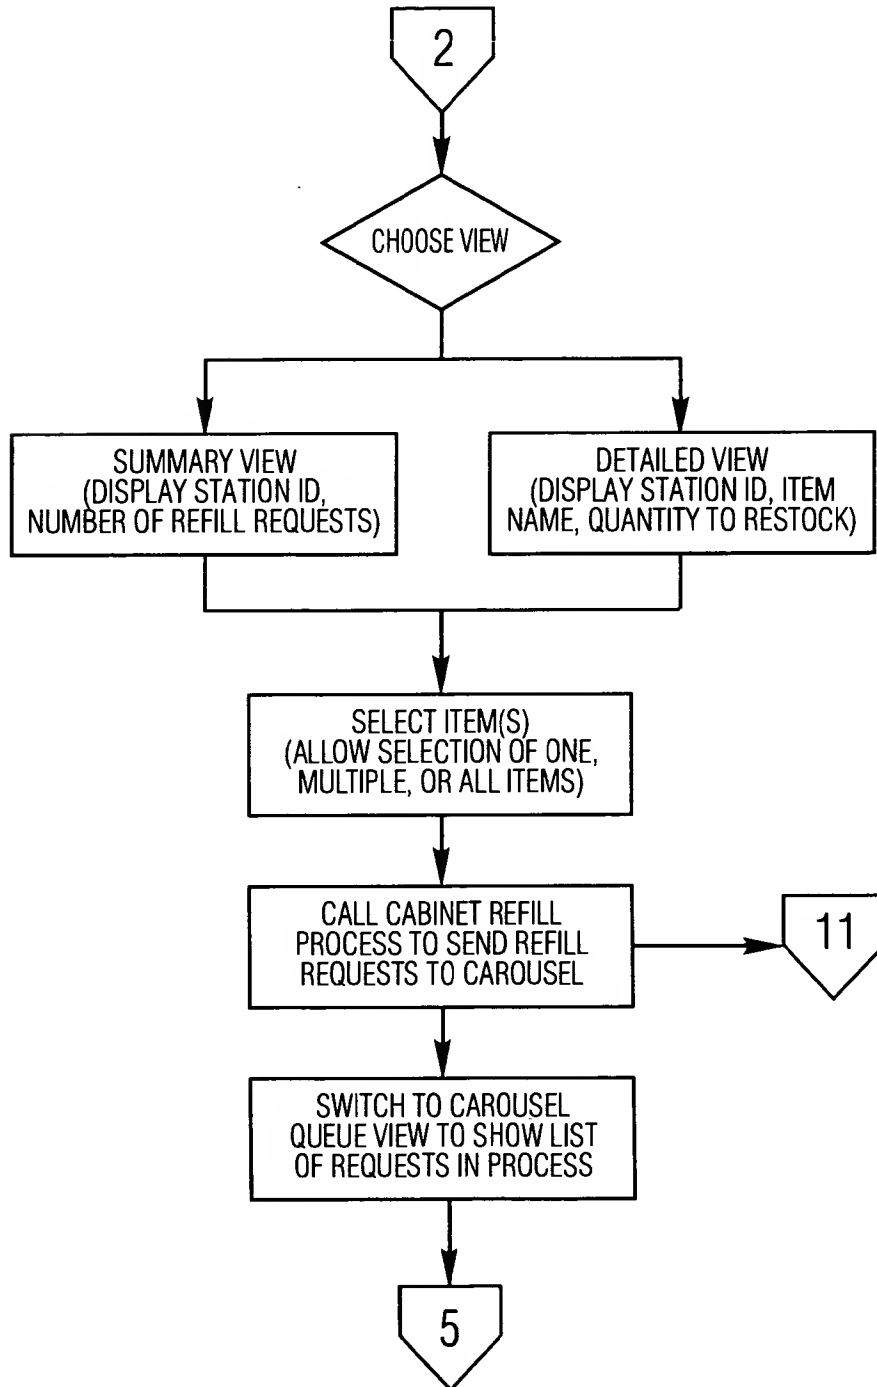 2
CHOOSE VIEW
SUMMARY VIEW
(DISPLAY STATION ID,
NUMBER OF REFILL REQUESTS)
DETAILED VIEW
(DISPLAY STATION ID, ITEM
NAME, QUANTITY TO RESTOCK)
SELECT ITEM(S)
(ALLOW SELECTION OF ONE,
MULTIPLE, OR ALL ITEMS)
CALL CABINET REFILL
PROCESS TO SEND REFILL
REQUESTS TO CAROUSEL
11
SWITCH TO CAROUSEL
QUEUE VIEW TO SHOW LIST
OF REQUESTS IN PROCESS
5